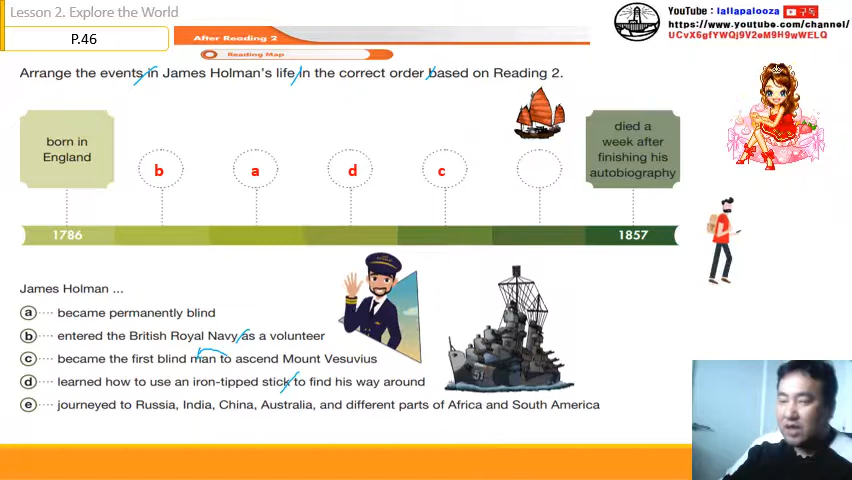 Lesson 2. Explore the World
P.46
After Reading 2
Reading Map
YouTube : lallapalooza 구독
https://www.youtube.com/channel/
UCvX6gfYWQj9V2eM9H9wWELQ
Arrange the events in James Holman's life in the correct order based on Reading 2.
born in
England
b
a
d
c
died a
week after
finishing his
autobiography
1786
1857
James Holman ...
a ···· became permanently blind
b ···· entered the British Royal Navy as a volunteer
c ···· became the first blind man to ascend Mount Vesuvius
d ···· learned how to use an iron-tipped stick to find his way around
e ···· journeyed to Russia, India, China, Australia, and different parts of Africa and South America
51